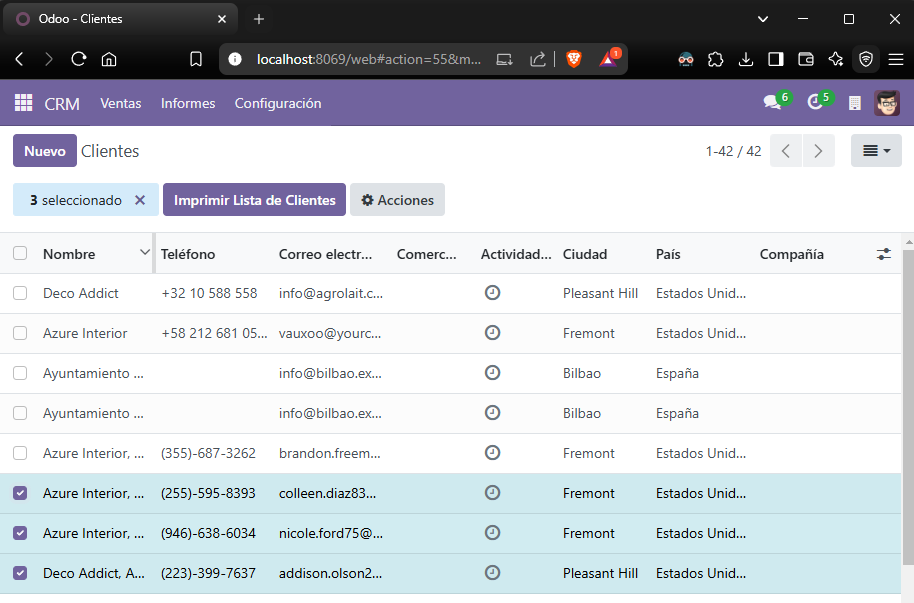 Odoo - Clientes
localhost:8069/web#action=55&m...
1
CRM Ventas Informes Configuración 6 5
Nuevo Clientes 1-42 / 42
3 seleccionado Imprimir Lista de Clientes Acciones
Nombre Teléfono Correo electr... Comerc... Actividad... Ciudad País Compañía
Deco Addict +32 10 588 558 info@agrolait.c... Pleasant Hill Estados Unid...
Azure Interior +58 212 681 05... vauxoo@yourc... Fremont Estados Unid...
Ayuntamiento ... info@bilbao.ex... Bilbao España
Ayuntamiento ... info@bilbao.ex... Bilbao España
Azure Interior, ... (355)-687-3262 brandon.freem... Fremont Estados Unid...
Azure Interior, ... (255)-595-8393 colleen.diaz83... Fremont Estados Unid...
Azure Interior, ... (946)-638-6034 nicole.ford75@... Fremont Estados Unid...
Deco Addict, A... (223)-399-7637 addison.olson2... Pleasant Hill Estados Unid...